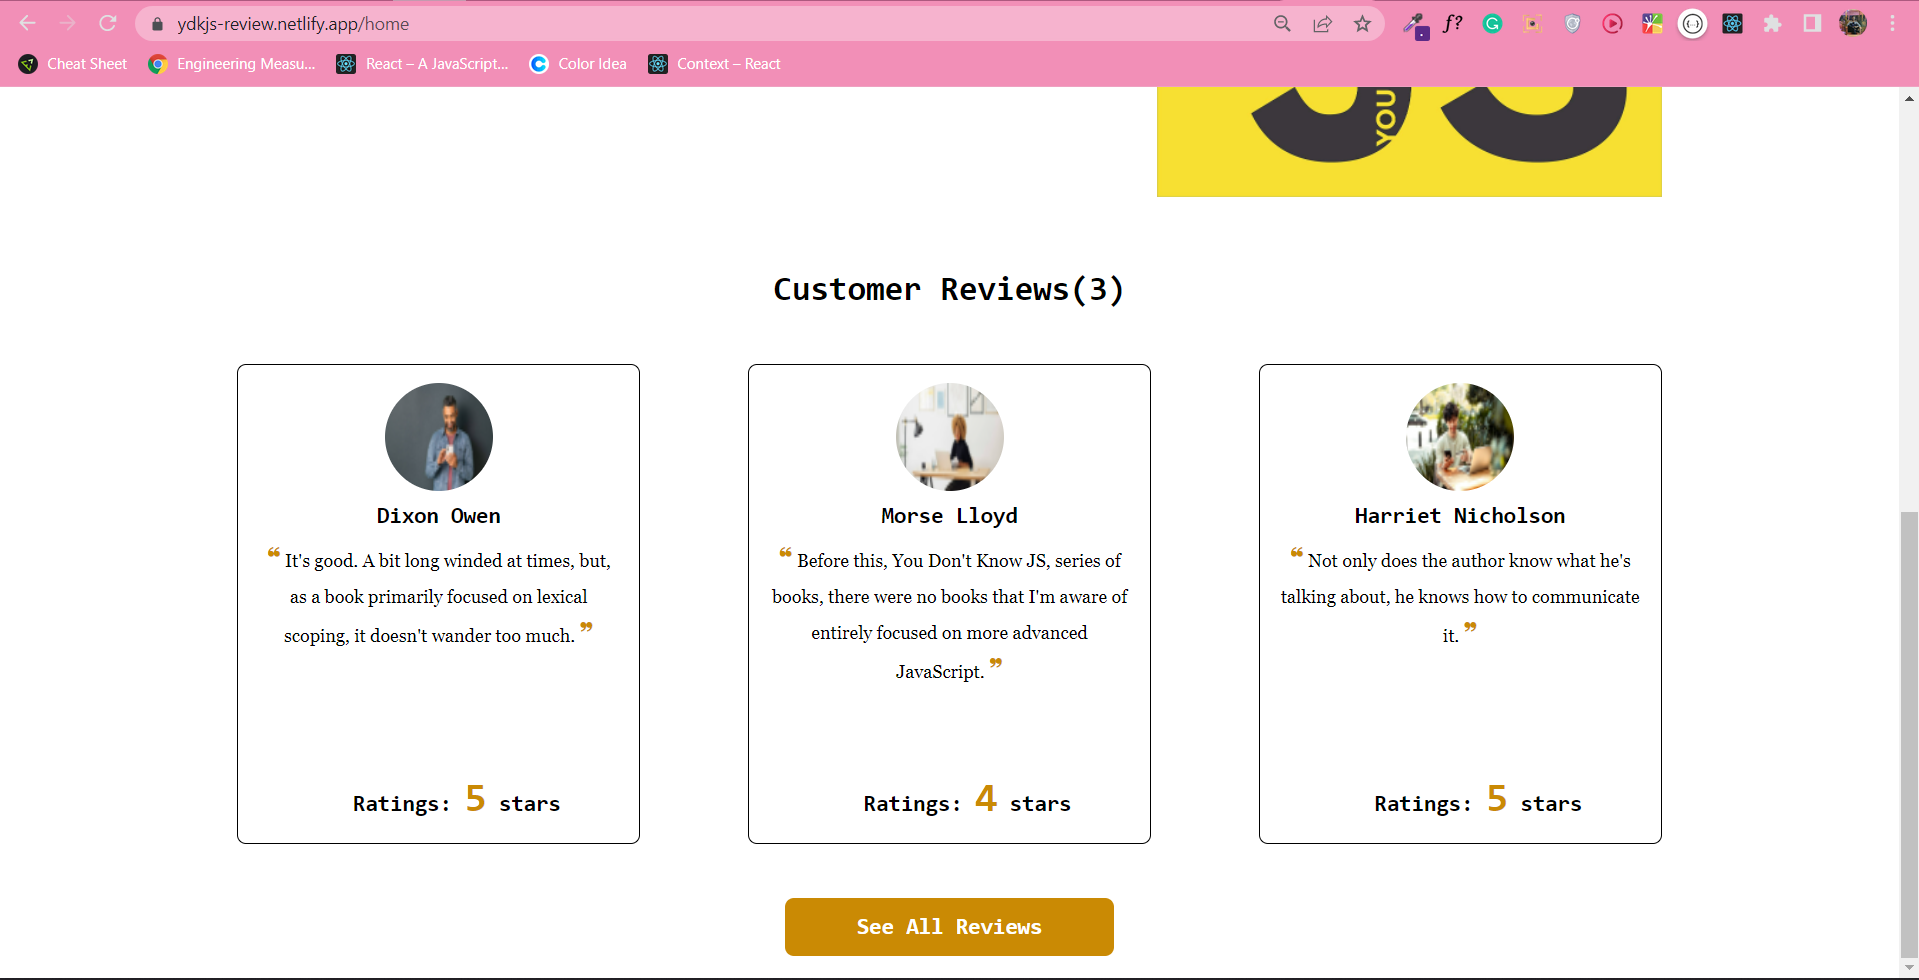 ydkjs-review.netlify.app/home
f?
Cheat Sheet
Engineering Measu...
React – A JavaScript...
Color Idea
Context – React
YOU
JS
Customer Reviews(3)
Dixon Owen
❝ It's good. A bit long winded at times, but,
as a book primarily focused on lexical
scoping, it doesn't wander too much. ❞
Ratings: 5 stars
Morse Lloyd
❝ Before this, You Don't Know JS, series of
books, there were no books that I'm aware of
entirely focused on more advanced
JavaScript. ❞
Ratings: 4 stars
Harriet Nicholson
❝ Not only does the author know what he's
talking about, he knows how to communicate
it. ❞
Ratings: 5 stars
See All Reviews